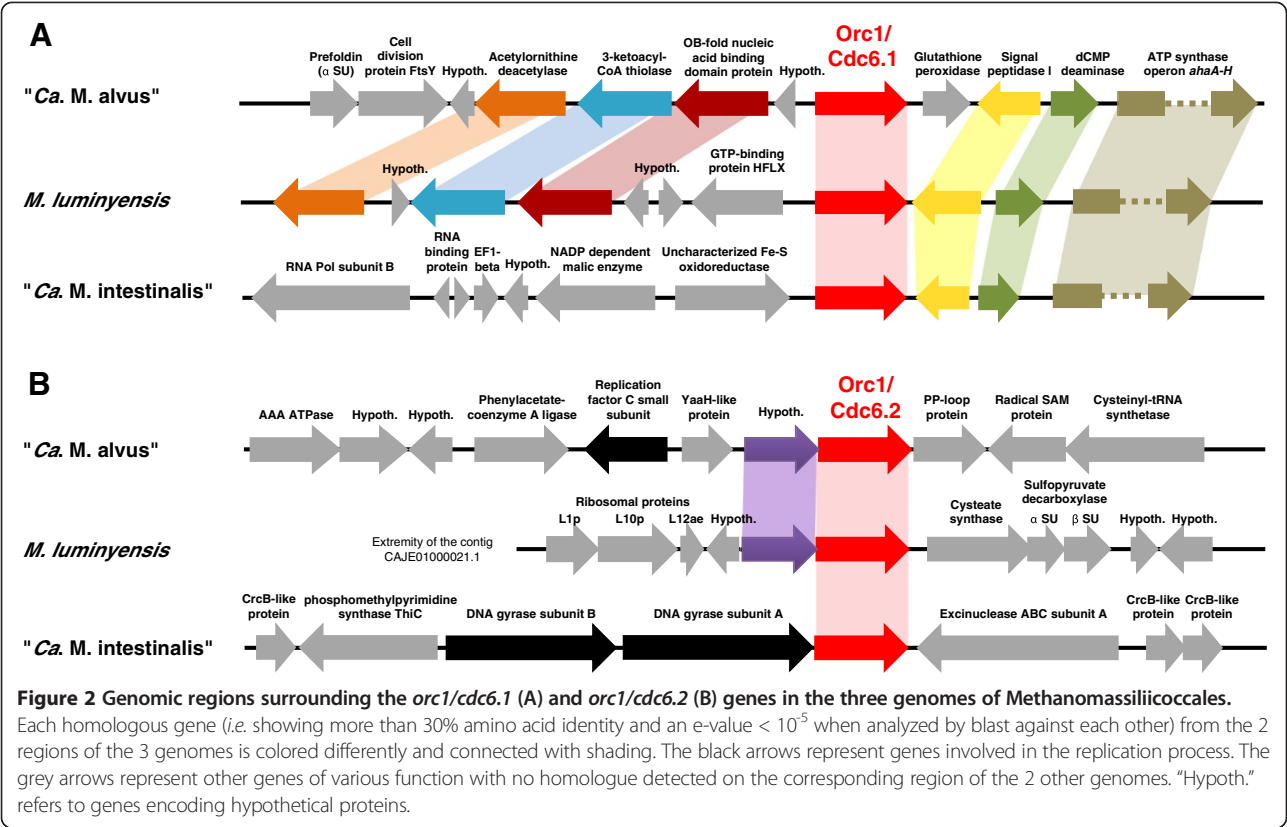 A
Orc1/
Cdc6.1
Prefoldin
(α SU)
Cell
division
protein FtsY
Hypoth.
Acetylornithine
deacetylase
3-ketoacyl-
CoA thiolase
OB-fold nucleic
acid binding
domain protein
Hypoth.
Glutathione
peroxidase
Signal
peptidase I
dCMP
deaminase
ATP synthase
operon ahaA-H
"Ca. M. alvus"
Hypoth.
Hypoth.
GTP-binding
protein HFLX
M. luminyensis
RNA Pol subunit B
RNA
binding
protein
EF1-
beta
Hypoth.
NADP dependent
malic enzyme
Uncharacterized Fe-S
oxidoreductase
"Ca. M. intestinalis"
B
Orc1/
Cdc6.2
AAA ATPase
Hypoth.
Hypoth.
Phenylacetate-
coenzyme A ligase
Replication
factor C small
subunit
YaaH-like
protein
Hypoth.
PP-loop
protein
Radical SAM
protein
Cysteinyl-tRNA
synthetase
"Ca. M. alvus"
Ribosomal proteins
L1p
L10p
L12ae
Hypoth.
Cysteate
synthase
Sulfopyruvate
decarboxylase
α SU
β SU
Hypoth.
Hypoth.
M. luminyensis
Extremity of the contig
CAJE01000021.1
CrcB-like
protein
phosphomethylpyrimidine
synthase ThiC
DNA gyrase subunit B
DNA gyrase subunit A
Excinuclease ABC subunit A
CrcB-like
protein
CrcB-like
protein
"Ca. M. intestinalis"
Figure 2 Genomic regions surrounding the orc1/cdc6.1 (A) and orc1/cdc6.2 (B) genes in the three genomes of Methanomassiliicoccales.
Each homologous gene (i.e. showing more than 30% amino acid identity and an e-value < 10⁻⁵ when analyzed by blast against each other) from the 2
regions of the 3 genomes is colored differently and connected with shading. The black arrows represent genes involved in the replication process. The
grey arrows represent other genes of various function with no homologue detected on the corresponding region of the 2 other genomes. “Hypoth.”
refers to genes encoding hypothetical proteins.